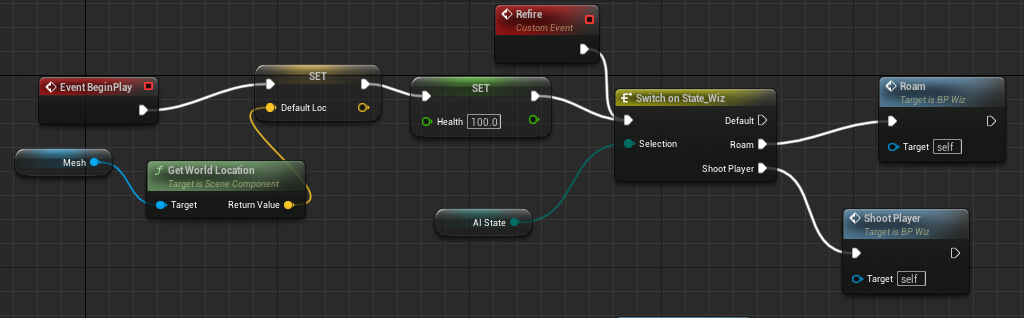 Refire
Custom Event
Event BeginPlay
SET
Default Loc
SET
Health 100.0
Switch on State_Wiz
Default
Selection
Roam
Shoot Player
Roam
Target is BP Wiz
Target self
Mesh
Get World Location
Target is Scene Component
Target
Return Value
AI State
Shoot Player
Target is BP Wiz
Target self